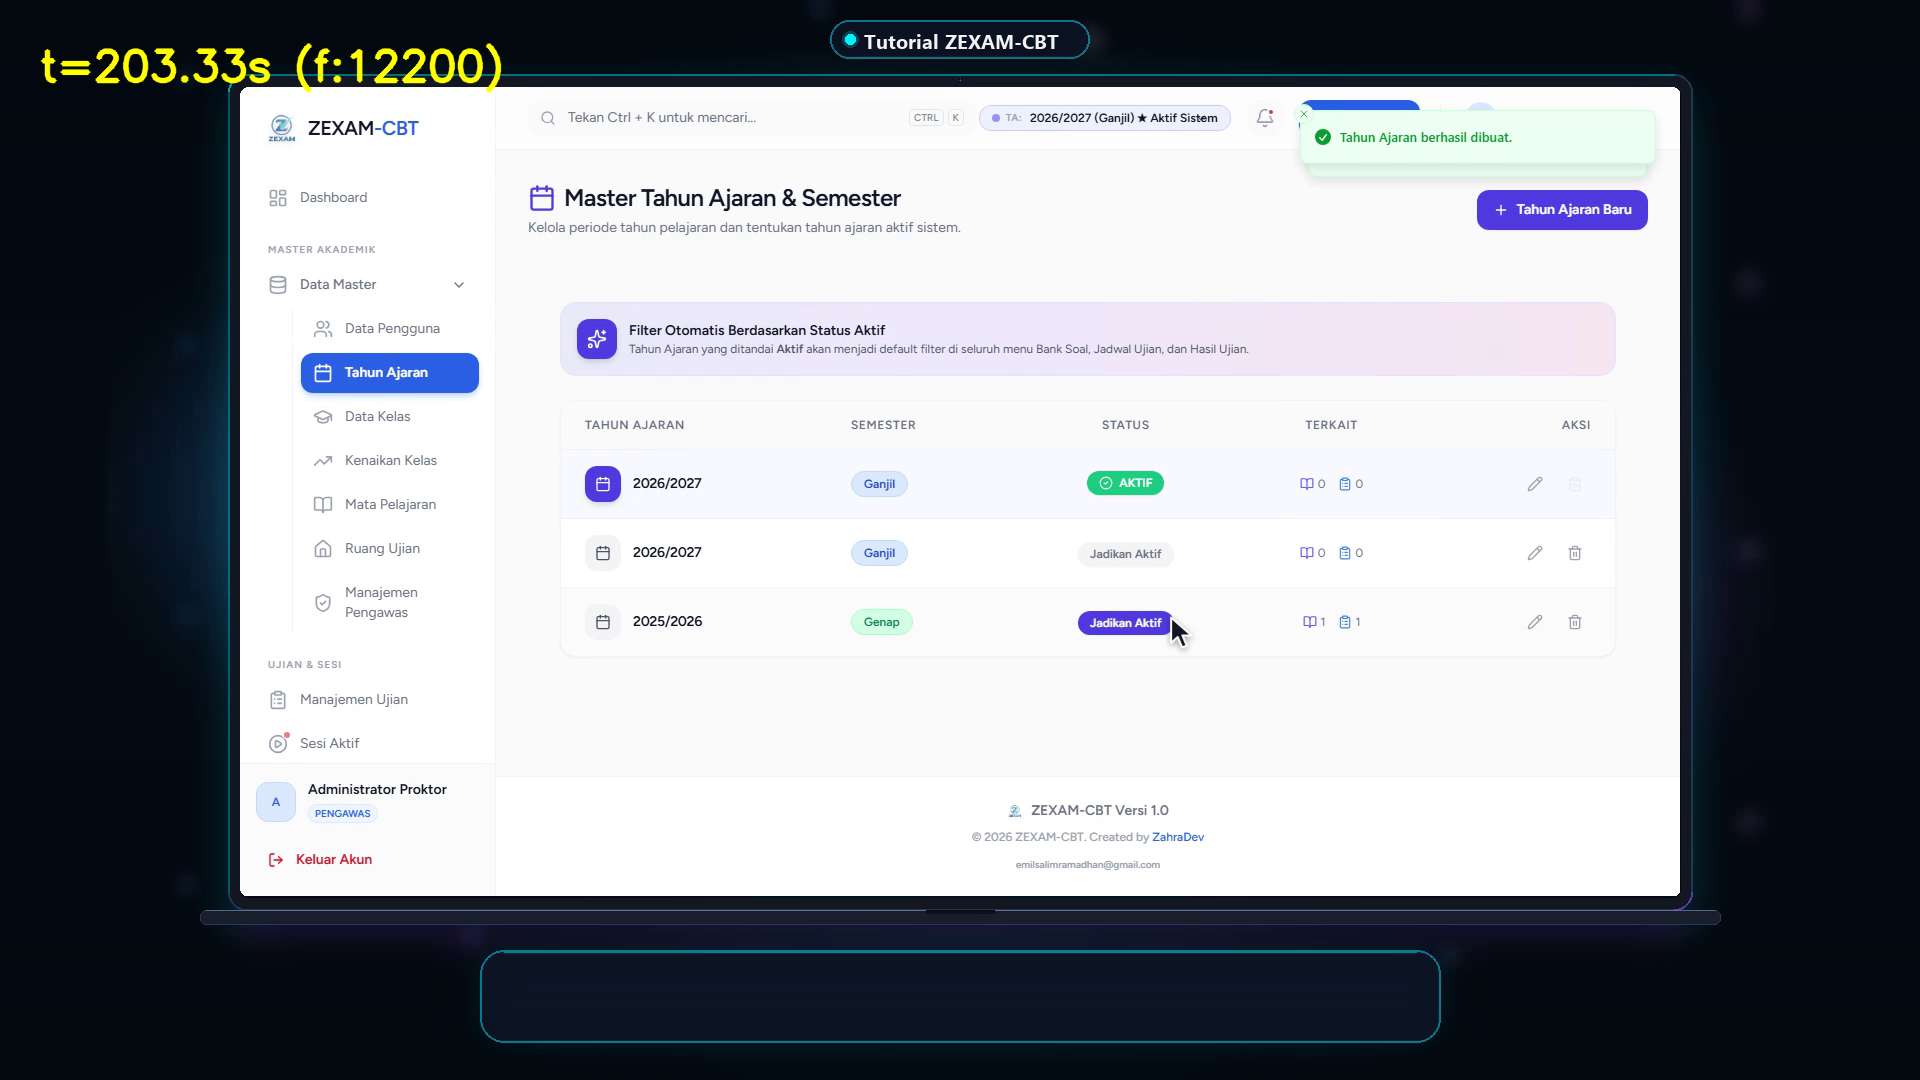 Tutorial ZEXAM-CBT
t=203.33s (f:12200)
ZEXAM-CBT
ZEXAM
Tekan Ctrl + K untuk mencari...
CTRL K
TA: 2026/2027 (Ganjil) ★ Aktif Sistem
Tahun Ajaran berhasil dibuat.
Dashboard
MASTER AKADEMIK
Data Master
Data Pengguna
Tahun Ajaran
Data Kelas
Kenaikan Kelas
Mata Pelajaran
Ruang Ujian
Manajemen
Pengawas
UJIAN & SESI
Manajemen Ujian
Sesi Aktif
A
Administrator Proktor
PENGAWAS
Keluar Akun
Master Tahun Ajaran & Semester
Kelola periode tahun pelajaran dan tentukan tahun ajaran aktif sistem.
+ Tahun Ajaran Baru
Filter Otomatis Berdasarkan Status Aktif
Tahun Ajaran yang ditandai Aktif akan menjadi default filter di seluruh menu Bank Soal, Jadwal Ujian, dan Hasil Ujian.
TAHUN AJARAN SEMESTER STATUS TERKAIT AKSI
2026/2027 Ganjil AKTIF 0 0
2026/2027 Ganjil Jadikan Aktif 0 0
2025/2026 Genap Jadikan Aktif 1 1
ZEXAM-CBT Versi 1.0
© 2026 ZEXAM-CBT. Created by ZahraDev
emilsalimramadhan@gmail.com